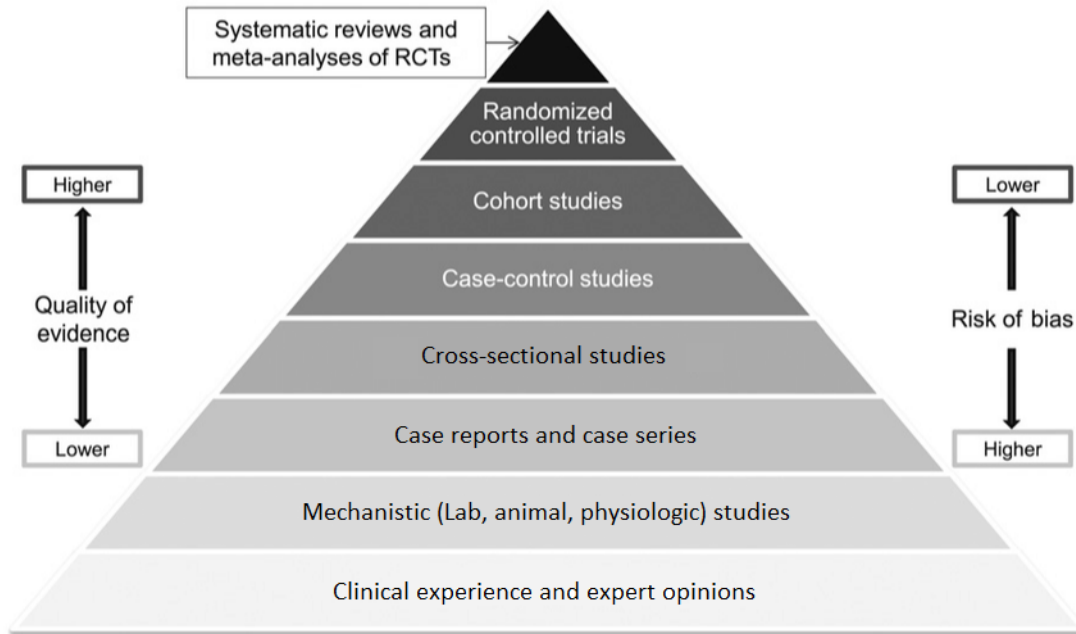 Systematic reviews and
meta-analyses of RCTs
Randomized
controlled trials
Higher
Lower
Cohort studies
Case-control studies
Quality of
evidence
Risk of bias
Cross-sectional studies
Case reports and case series
Lower
Higher
Mechanistic (Lab, animal, physiologic) studies
Clinical experience and expert opinions